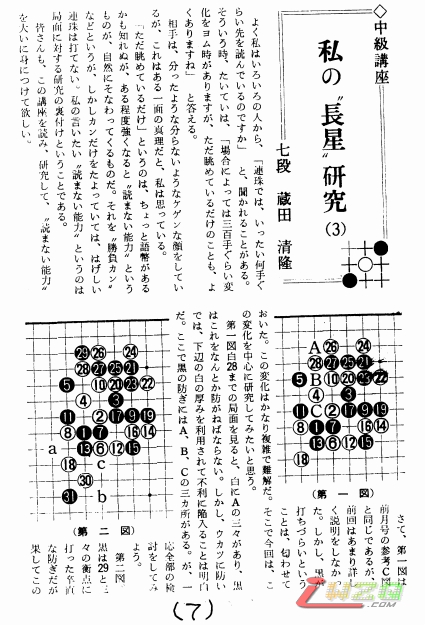 ◇中級講座
私の〝長星〟研究
(3)
七段 蔵田 清隆
よく私はいろいろの人から、「連珠では、いったい何手ぐ
らい先を読んでいるのですか」と、聞かれることがある。
そういう時、たいていは、「場合によっては三百手ぐらい変
化をヨム時がありますが、ただ眺めているだけのことも、よ
くありますね」と答える。
相手は、分ったような分らないようなケゲンな顔をしてい
るが、これはある一面の真理だと、私は思っている。
「ただ眺めているだけ」というのは、ちょっと語弊がある
かも知れぬが、ある程度強くなると〝読まない能力〟という
ものが、自然にそなわってくるものだ。それを〝勝負カン〟
などというが、しかしカンだけをたよっていては、はげしい
連珠は打てない。私の言いたい〝読まない能力〟というのは
局面に対する研究の裏付けということである。
皆さんも、この講座を読み、研究して、〝読まない能力〟
を大いに身につけて欲しい。
(第一図)
さて、第一図は
前月号の参考C図
と同じであるが、
前回はあまり詳し
く説明をしなかっ
た。しかし、黒が
打ちづらいという
ことは、匂わせて
おいた。この変化はかなり複雑で難解だ。そこで今回は、こ
の変化を中心に研究してみたいと思う。
第一図白28までの局面を見ると、白にAの三々があり、黒
はこれをなんとか防がねばならない。しかし、ウカツに防い
では、下辺の白の厚みを利用されて不利に陥入ることは明白
だ。ここで黒の防ぎにはA、B、Cの三カ所がある。が、一
応全部の検
討をしてみ
よう。
第二図
黒は29と三
々の衝点に
打った卒直
な防ぎだが
果してこの
(第二図)
(7)